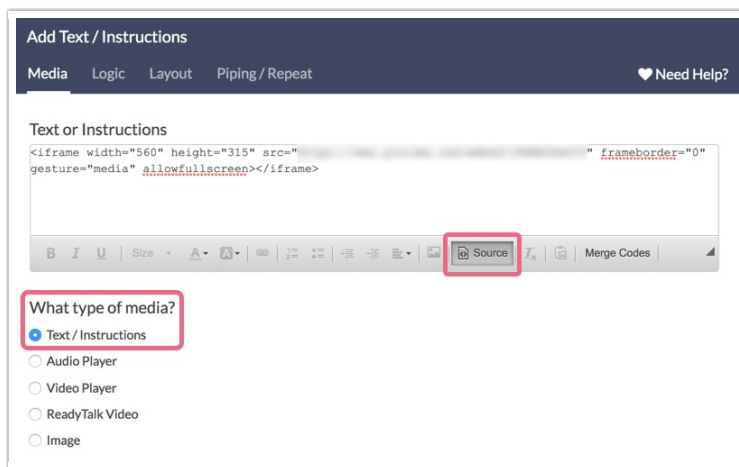 Add Text / Instructions
Media Logic Layout Piping / Repeat Need Help?
Text or Instructions
<iframe width="560" height="315" src=" " frameborder="0"
gesture="media" allowfullscreen></iframe>
B I U Size A A Source Tx Merge Codes
What type of media?
Text / Instructions
Audio Player
Video Player
ReadyTalk Video
Image